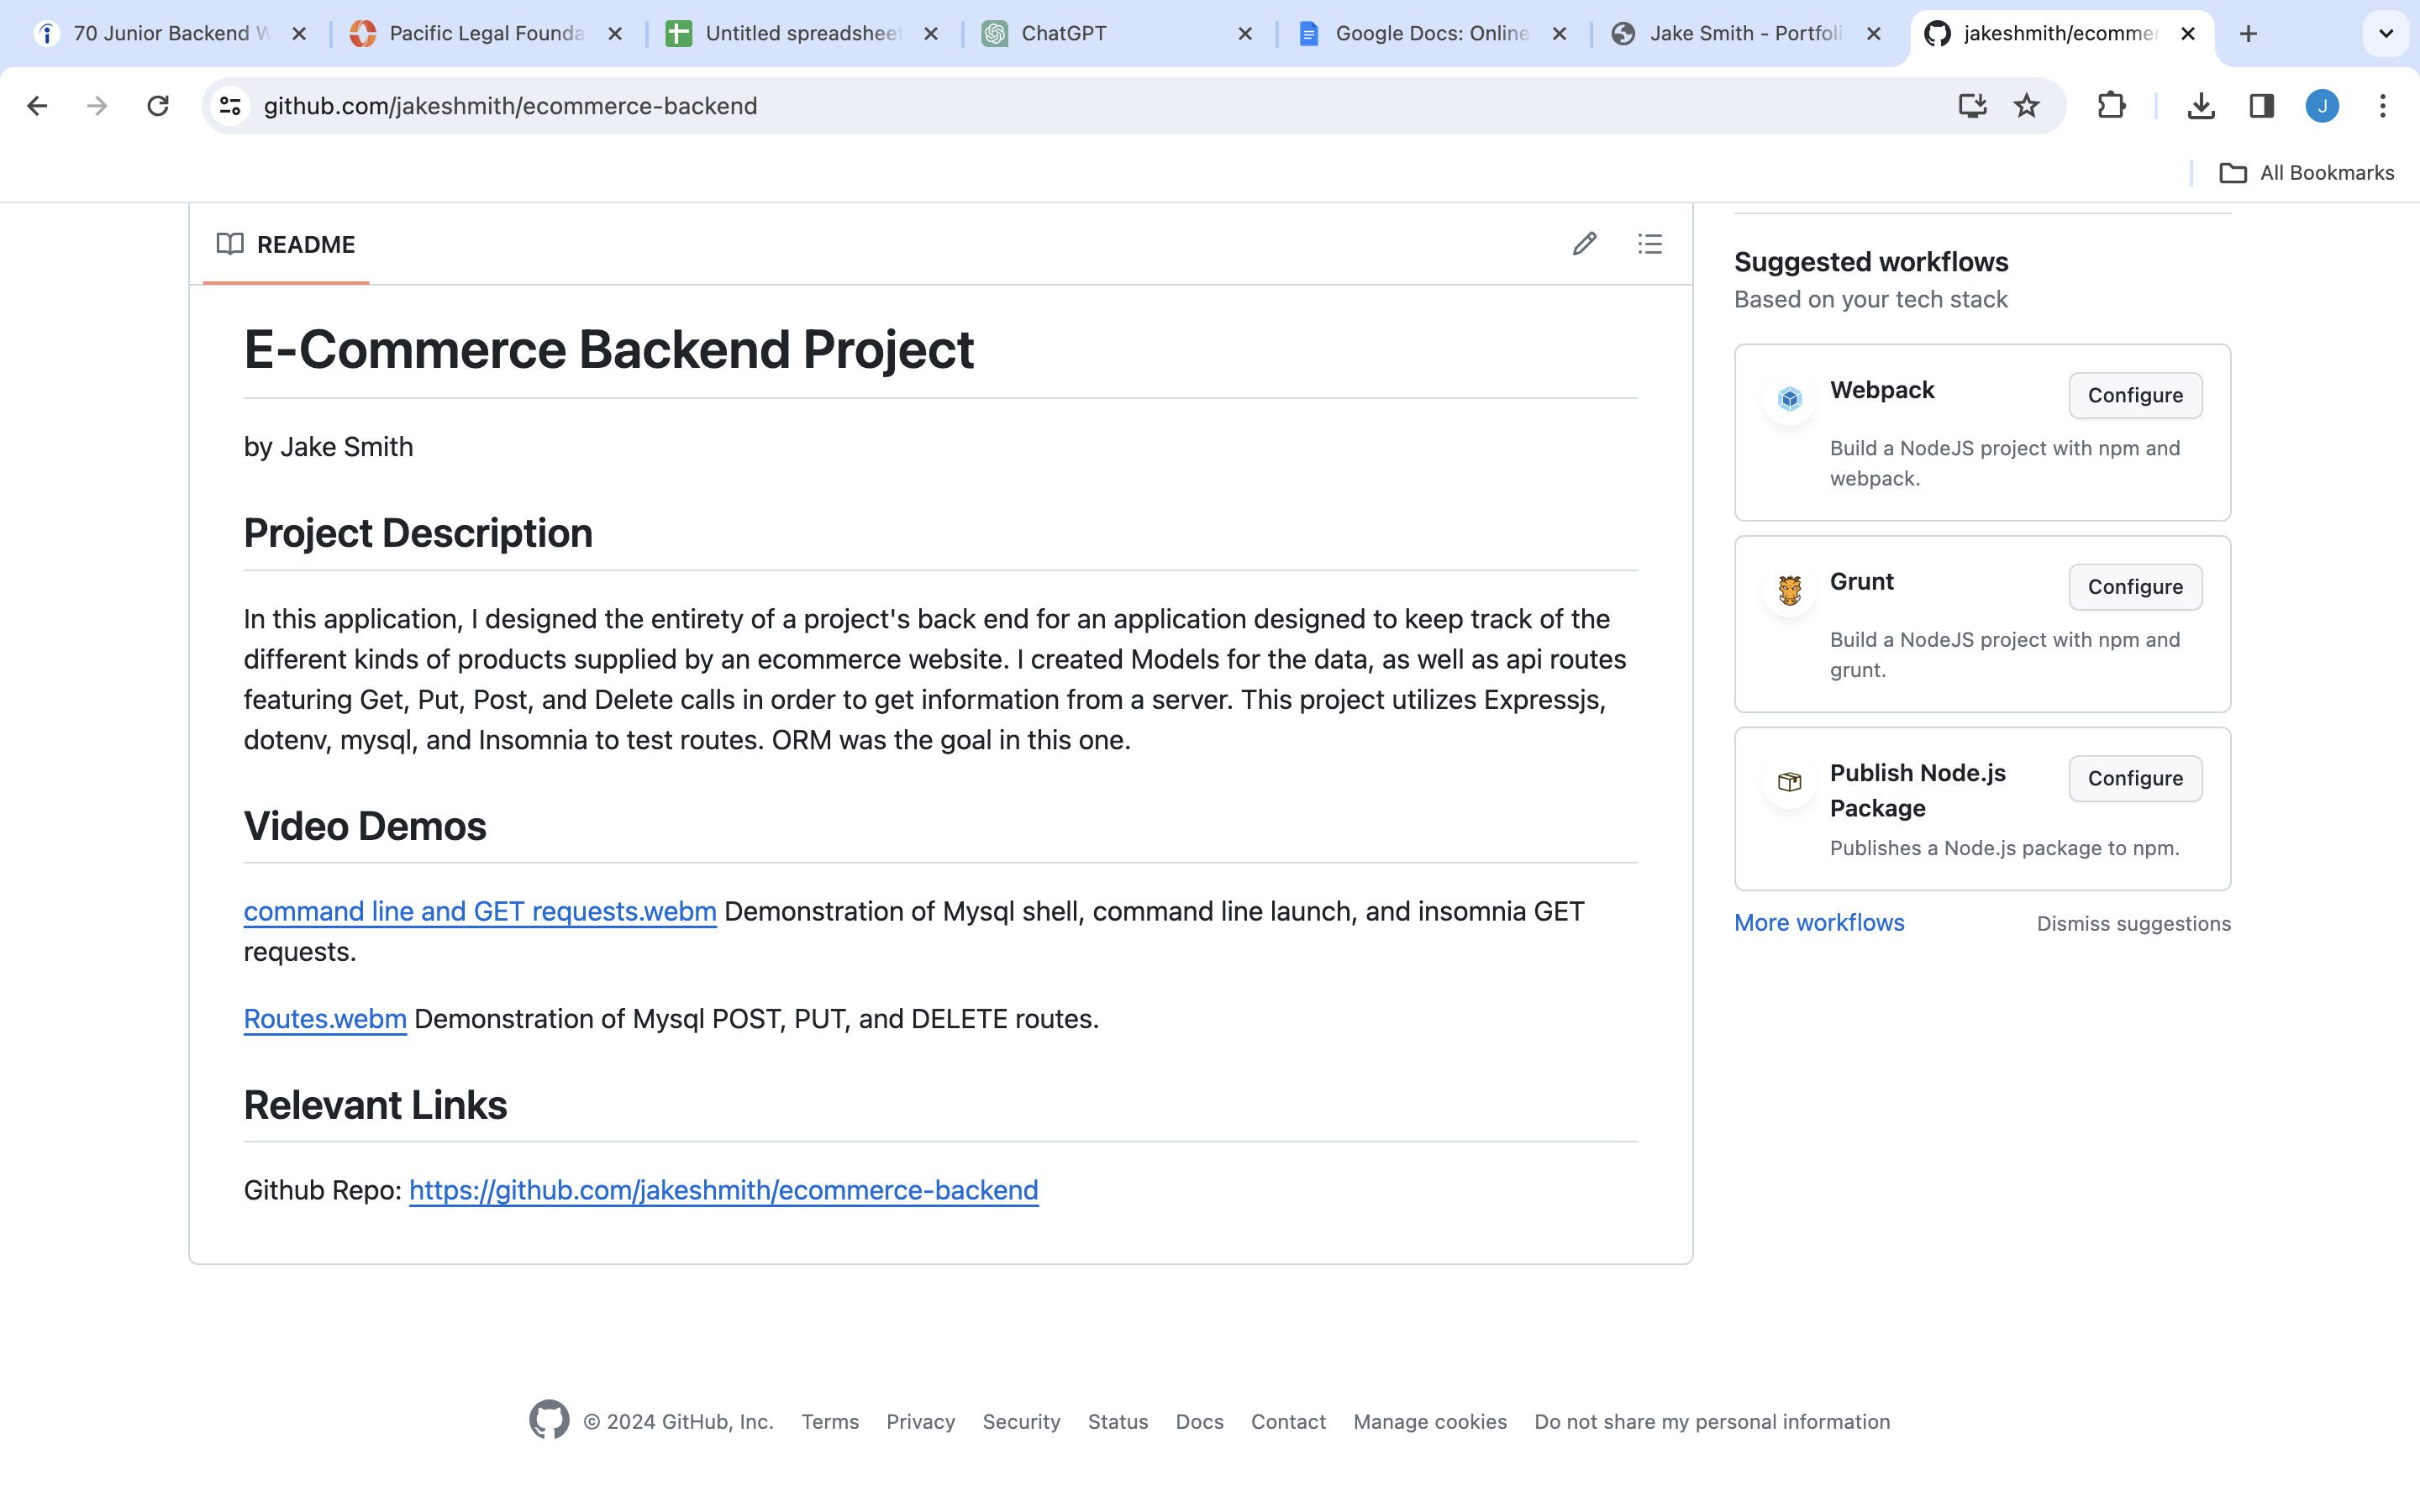 70 Junior Backend W
Pacific Legal Founda
Untitled spreadsheet
ChatGPT
Google Docs: Online
Jake Smith - Portfoli
jakeshmith/ecommer
github.com/jakeshmith/ecommerce-backend
J
All Bookmarks
README
E-Commerce Backend Project
by Jake Smith
Project Description
In this application, I designed the entirety of a project's back end for an application designed to keep track of the
different kinds of products supplied by an ecommerce website. I created Models for the data, as well as api routes
featuring Get, Put, Post, and Delete calls in order to get information from a server. This project utilizes Expressjs,
dotenv, mysql, and Insomnia to test routes. ORM was the goal in this one.
Video Demos
command line and GET requests.webm Demonstration of Mysql shell, command line launch, and insomnia GET
requests.
Routes.webm Demonstration of Mysql POST, PUT, and DELETE routes.
Relevant Links
Github Repo: https://github.com/jakeshmith/ecommerce-backend
Suggested workflows
Based on your tech stack
Webpack
Configure
Build a NodeJS project with npm and
webpack.
Grunt
Configure
Build a NodeJS project with npm and
grunt.
Publish Node.js
Package
Configure
Publishes a Node.js package to npm.
More workflows
Dismiss suggestions
© 2024 GitHub, Inc. Terms Privacy Security Status Docs Contact Manage cookies Do not share my personal information